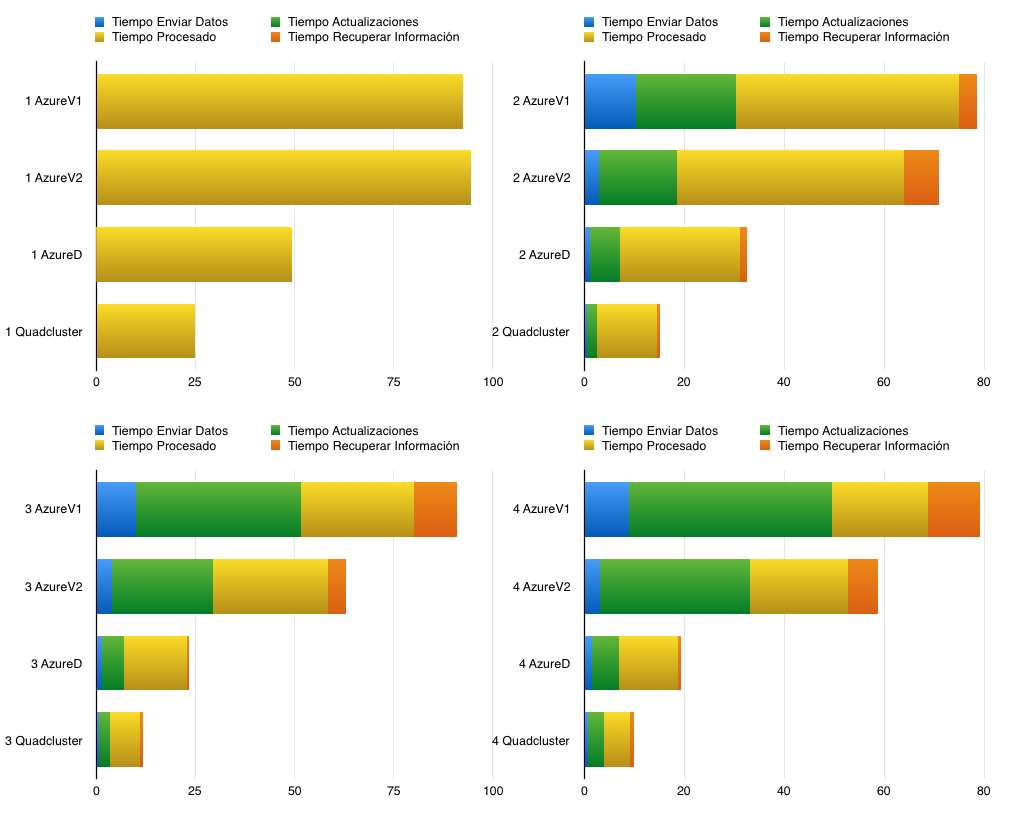 Tiempo Enviar Datos Tiempo Actualizaciones
Tiempo Procesado Tiempo Recuperar Información
1 AzureV1
1 AzureV2
1 AzureD
1 Quadcluster
0 25 50 75 100
Tiempo Enviar Datos Tiempo Actualizaciones
Tiempo Procesado Tiempo Recuperar Información
2 AzureV1
2 AzureV2
2 AzureD
2 Quadcluster
0 20 40 60 80
Tiempo Enviar Datos Tiempo Actualizaciones
Tiempo Procesado Tiempo Recuperar Información
3 AzureV1
3 AzureV2
3 AzureD
3 Quadcluster
0 25 50 75 100
Tiempo Enviar Datos Tiempo Actualizaciones
Tiempo Procesado Tiempo Recuperar Información
4 AzureV1
4 AzureV2
4 AzureD
4 Quadcluster
0 20 40 60 80